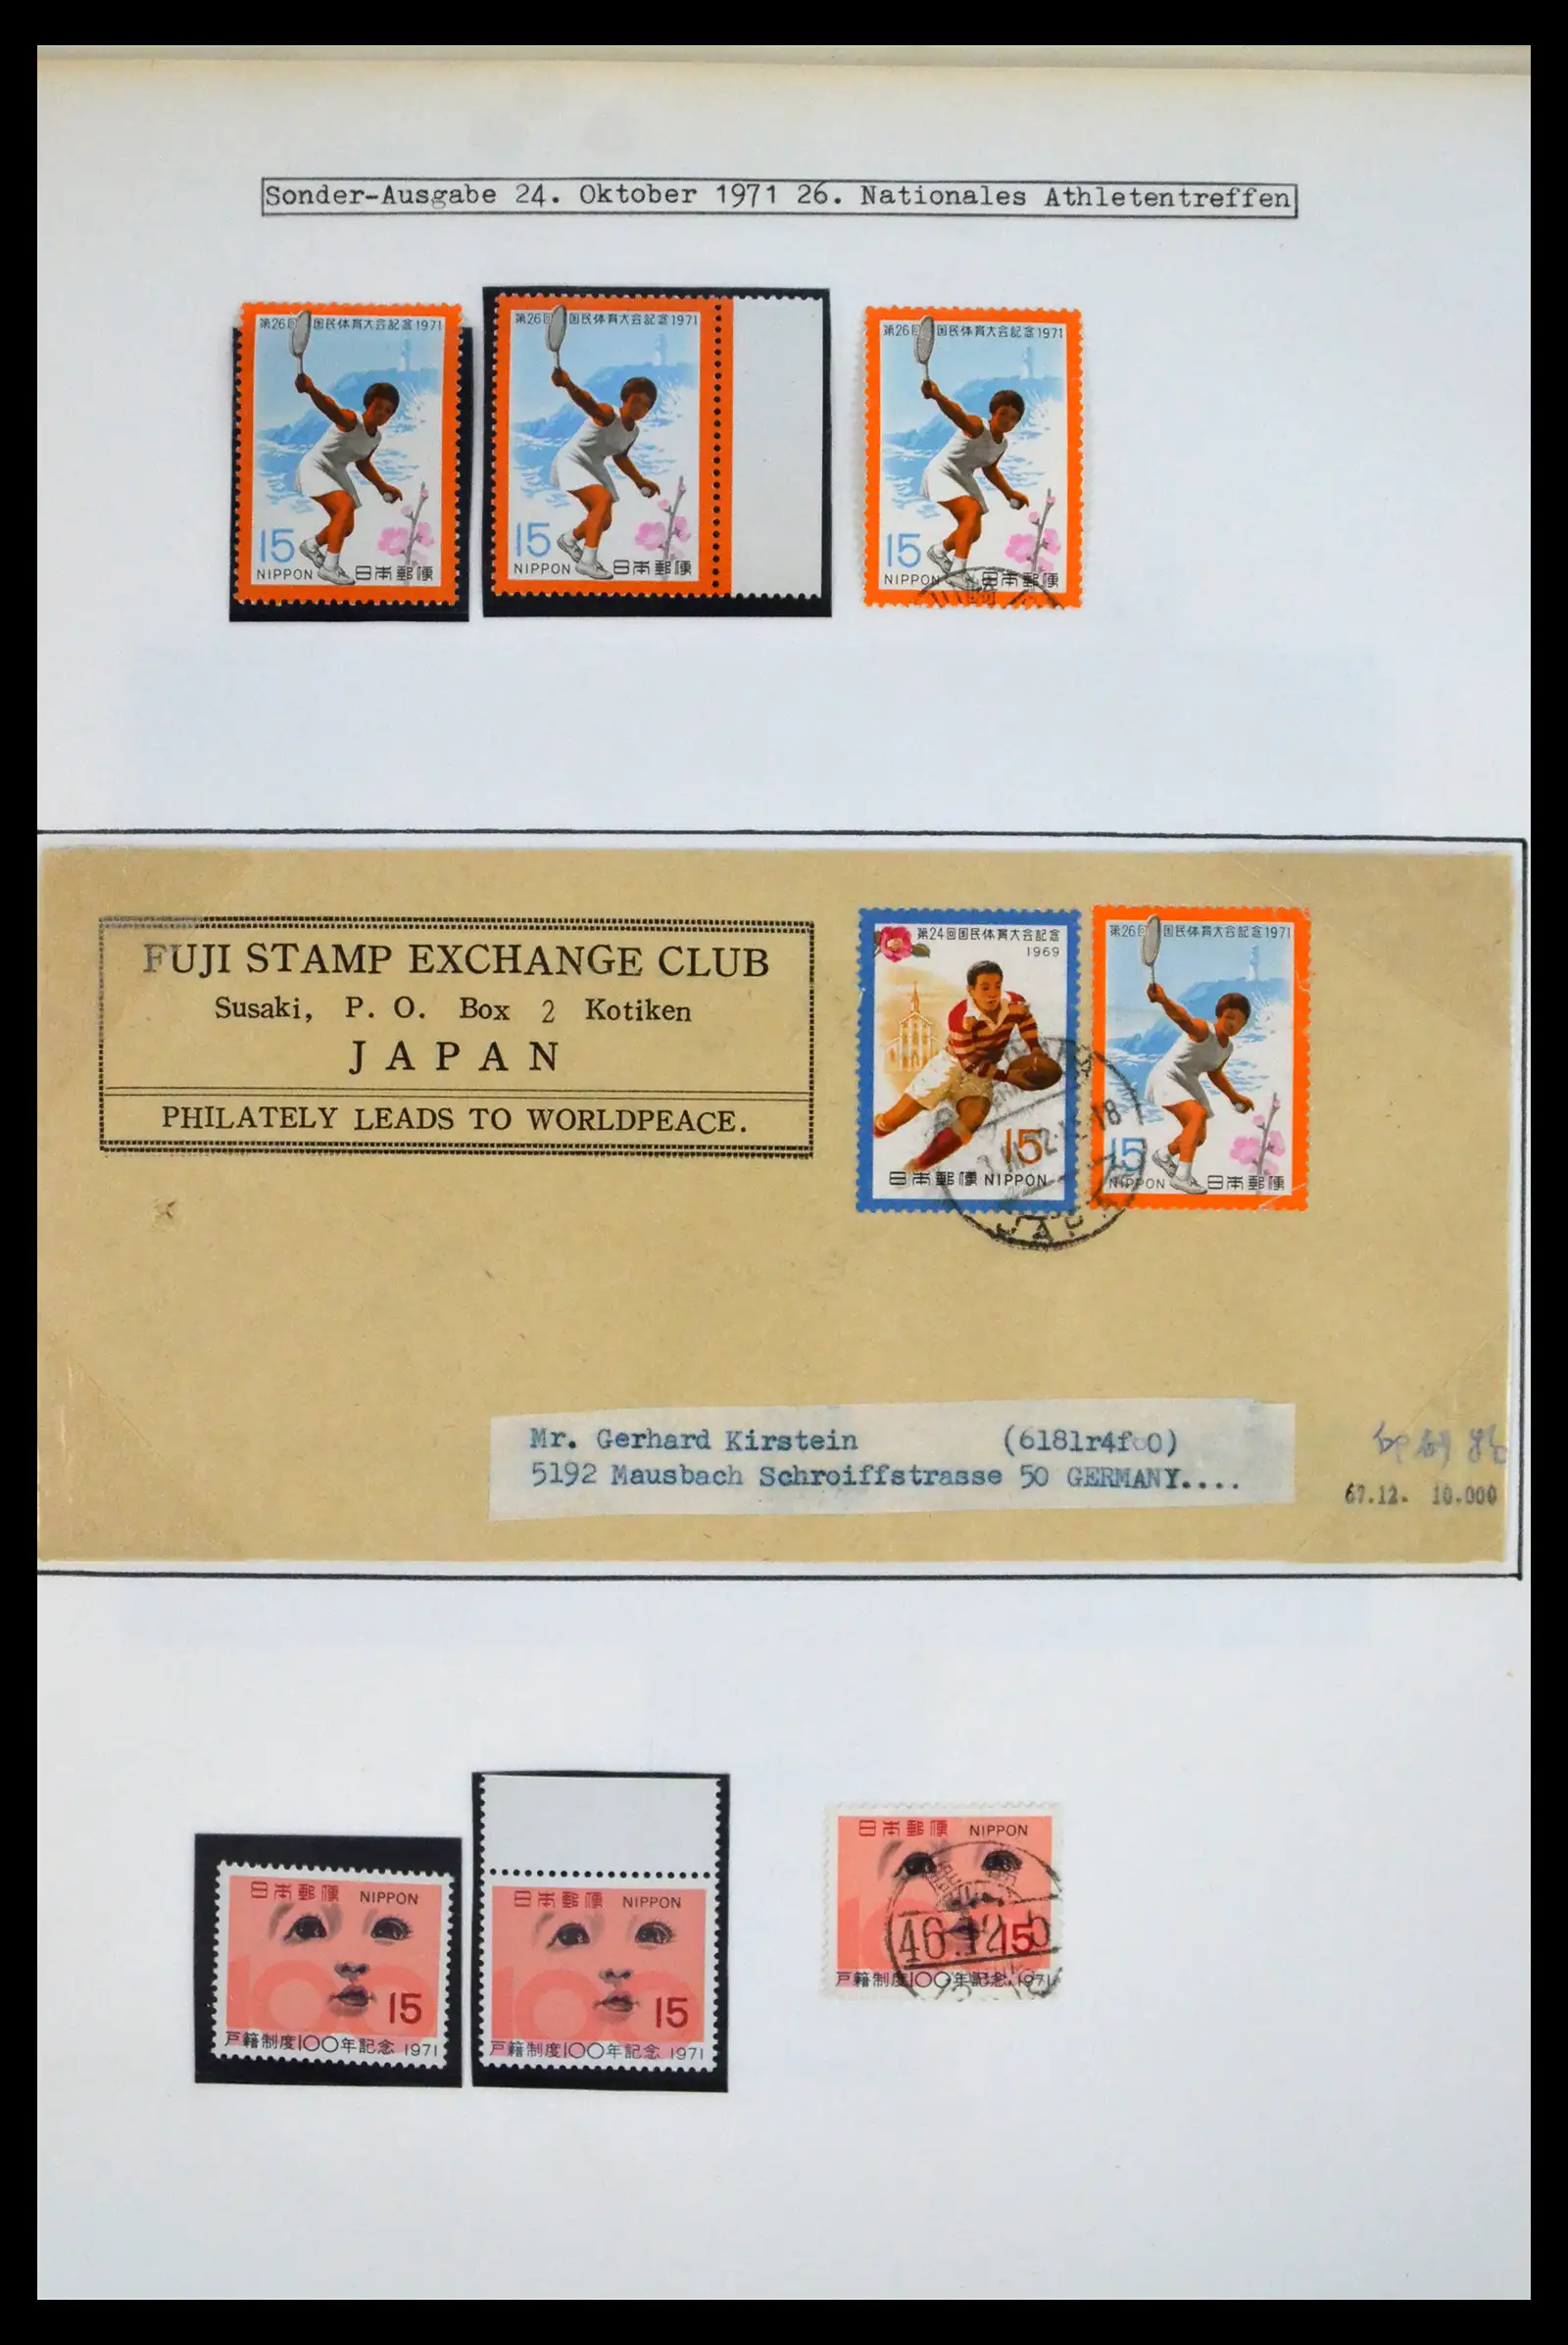 Sonder-Ausgabe 24. Oktober 1971 26. Nationales Athletentreffen
第26回 国民体育大会記念1971
15
NIPPON 日本郵便
第26回 国民体育大会記念1971
15
NIPPON 日本郵便
第26回 国民体育大会記念1971
15
NIPPON 日本郵便
FUJI STAMP EXCHANGE CLUB
Susaki, P. O. Box 2 Kotiken
JAPAN
PHILATELY LEADS TO WORLDPEACE.
第24回国民体育大会記念
1969
15
日本郵便 NIPPON
第26回 国民体育大会記念1971
15
NIPPON 日本郵便
18
Mr. Gerhard Kirstein (6181r4f 0)
5192 Mausbach Schroiffstrasse 50 GERMANY....
67.12. 10.000
日本郵便 NIPPON
15
戸籍制度100年記念 1971
日本郵便 NIPPON
15
戸籍制度100年記念 1971
日本郵便 NIPPON
15
46.12
戸籍制度100年記念 1971